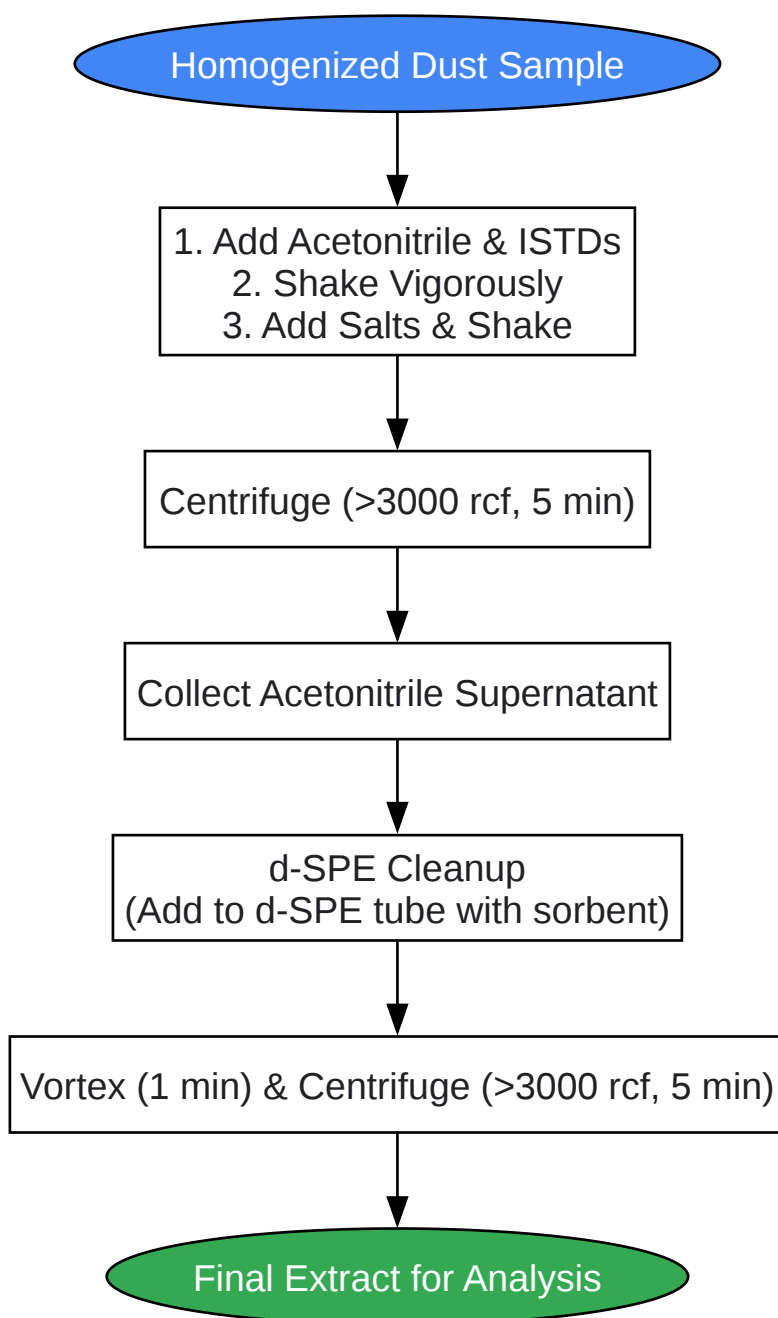 Homogenized Dust Sample
1. Add Acetonitrile & ISTDs
2. Shake Vigorously
3. Add Salts & Shake
Centrifuge (>3000 rcf, 5 min)
Collect Acetonitrile Supernatant
d-SPE Cleanup
(Add to d-SPE tube with sorbent)
Vortex (1 min) & Centrifuge (>3000 rcf, 5 min)
Final Extract for Analysis